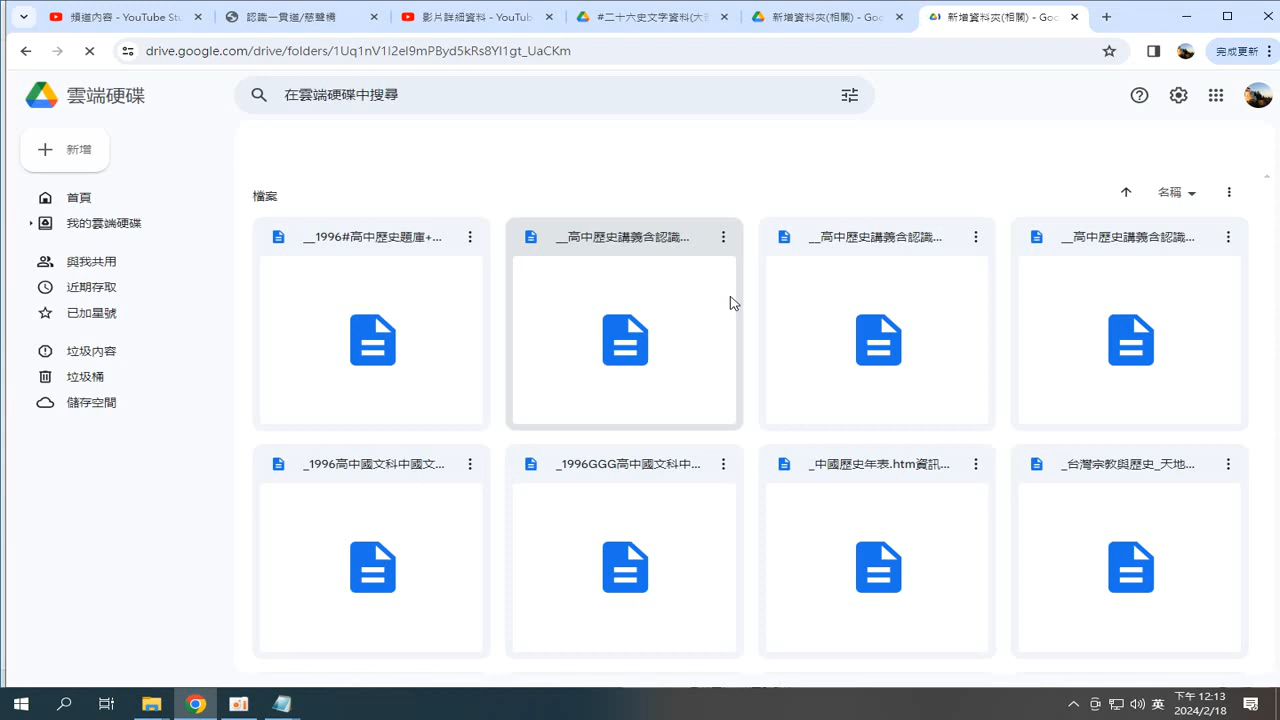 頻道內容 - YouTube Stu
認識一貫道/慈聲機
影片詳細資料 - YouTub
#二十六史文字資料(大
新增資料夾(相關) - Goo
新增資料夾(相關) - Goo
drive.google.com/drive/folders/1Uq1nV1I2eI9mPByd5kRs8YI1gt_UaCKm
完成更新
雲端硬碟
在雲端硬碟中搜尋
新增
首頁
我的雲端硬碟
與我共用
近期存取
已加星號
垃圾內容
垃圾桶
儲存空間
檔案
名稱
__1996#高中歷史題庫+...
__高中歷史講義含認識...
__高中歷史講義含認識...
__高中歷史講義含認識...
_1996高中國文科中國文...
_1996GGG高中國文科中...
_中國歷史年表.htm資訊...
_台灣宗教與歷史_天地...
英
下午 12:13
2024/2/18